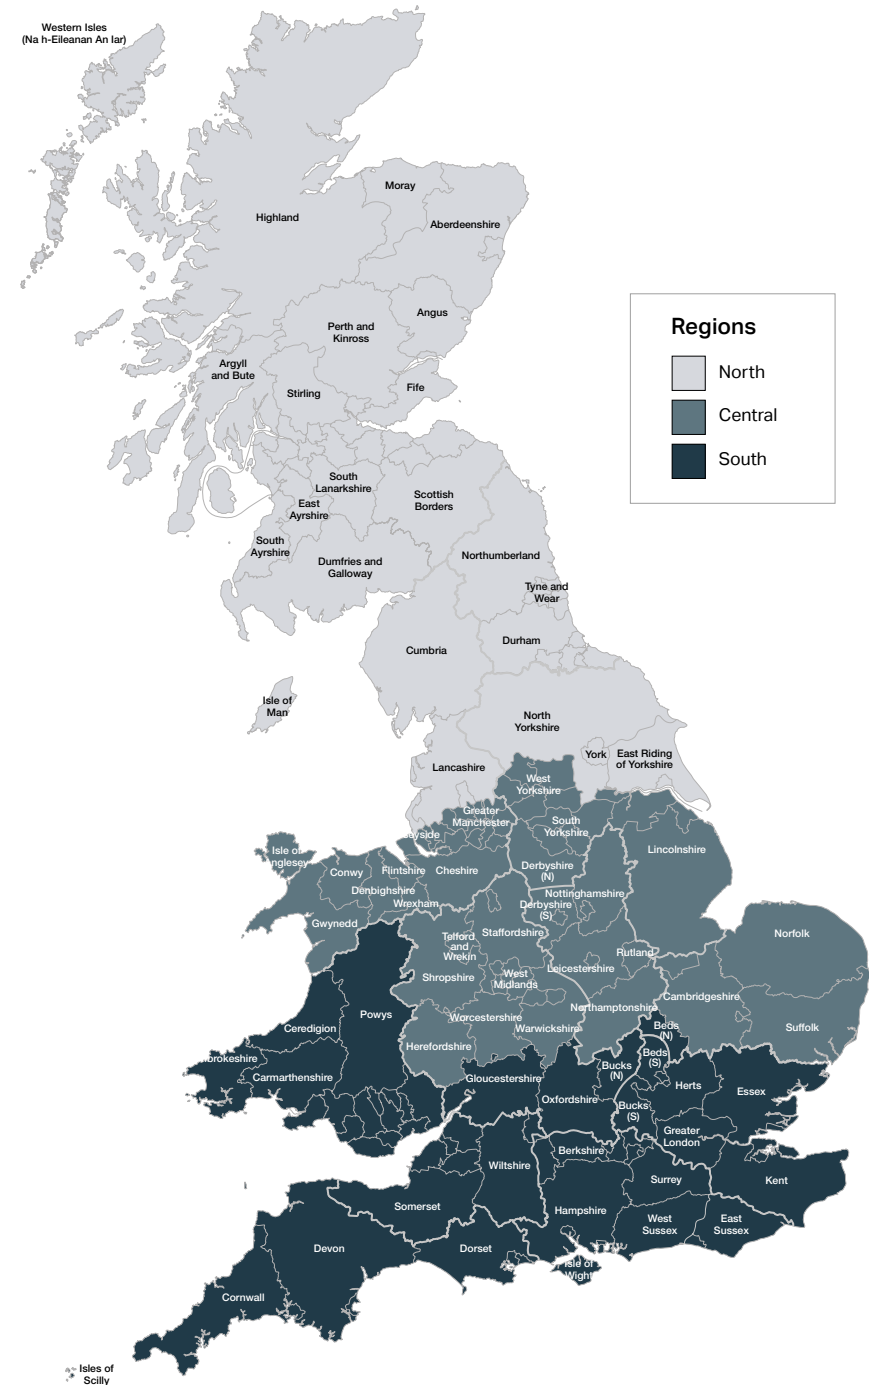 Western Isles
(Na h-Eileanan An Iar)
Moray
Highland
Aberdeenshire
Angus
Perth and
Kinross
Argyll
and Bute
Fife
Stirling
Regions
North
Central
South
South
Lanarkshire
Scottish
Borders
East
Ayrshire
South
Ayrshire
Dumfries and
Galloway
Northumberland
Tyne and
Wear
Durham
Cumbria
Isle of
Man
North
Yorkshire
York
East Riding
of Yorkshire
Lancashire
West
Yorkshire
Greater
Manchester
South
Yorkshire
Lincolnshire
Isle of
Conwy
Flintshire
Cheshire
Derbyshire
(N)
Denbighshire
Nottinghamshire
Wrexham
Derbyshire
(S)
Gwynedd
Staffordshire
Norfolk
Telford
and
Wrekin
Rutland
Leicestershire
Shropshire
West
Midlands
Cambridgeshire
Northamptonshire
Powys
Worcestershire
Warwickshire
Suffolk
Ceredigion
Beds
(N)
Herefordshire
Beds
(S)
Carmarthenshire
Gloucestershire
Bucks
(N)
Herts
Essex
Oxfordshire
Bucks
(S)
Greater
London
Berkshire
Wiltshire
Surrey
Kent
Somerset
Hampshire
West
Sussex
East
Sussex
Devon
Dorset
Isle of
Wight
Cornwall
Isles of
Scilly